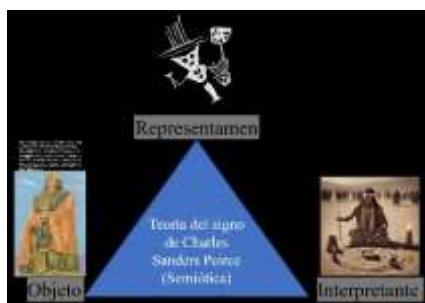 Representamen
Teoría del signo
de Charles
Sanders Peirce
(Semiótica)
Objeto
Interpretante